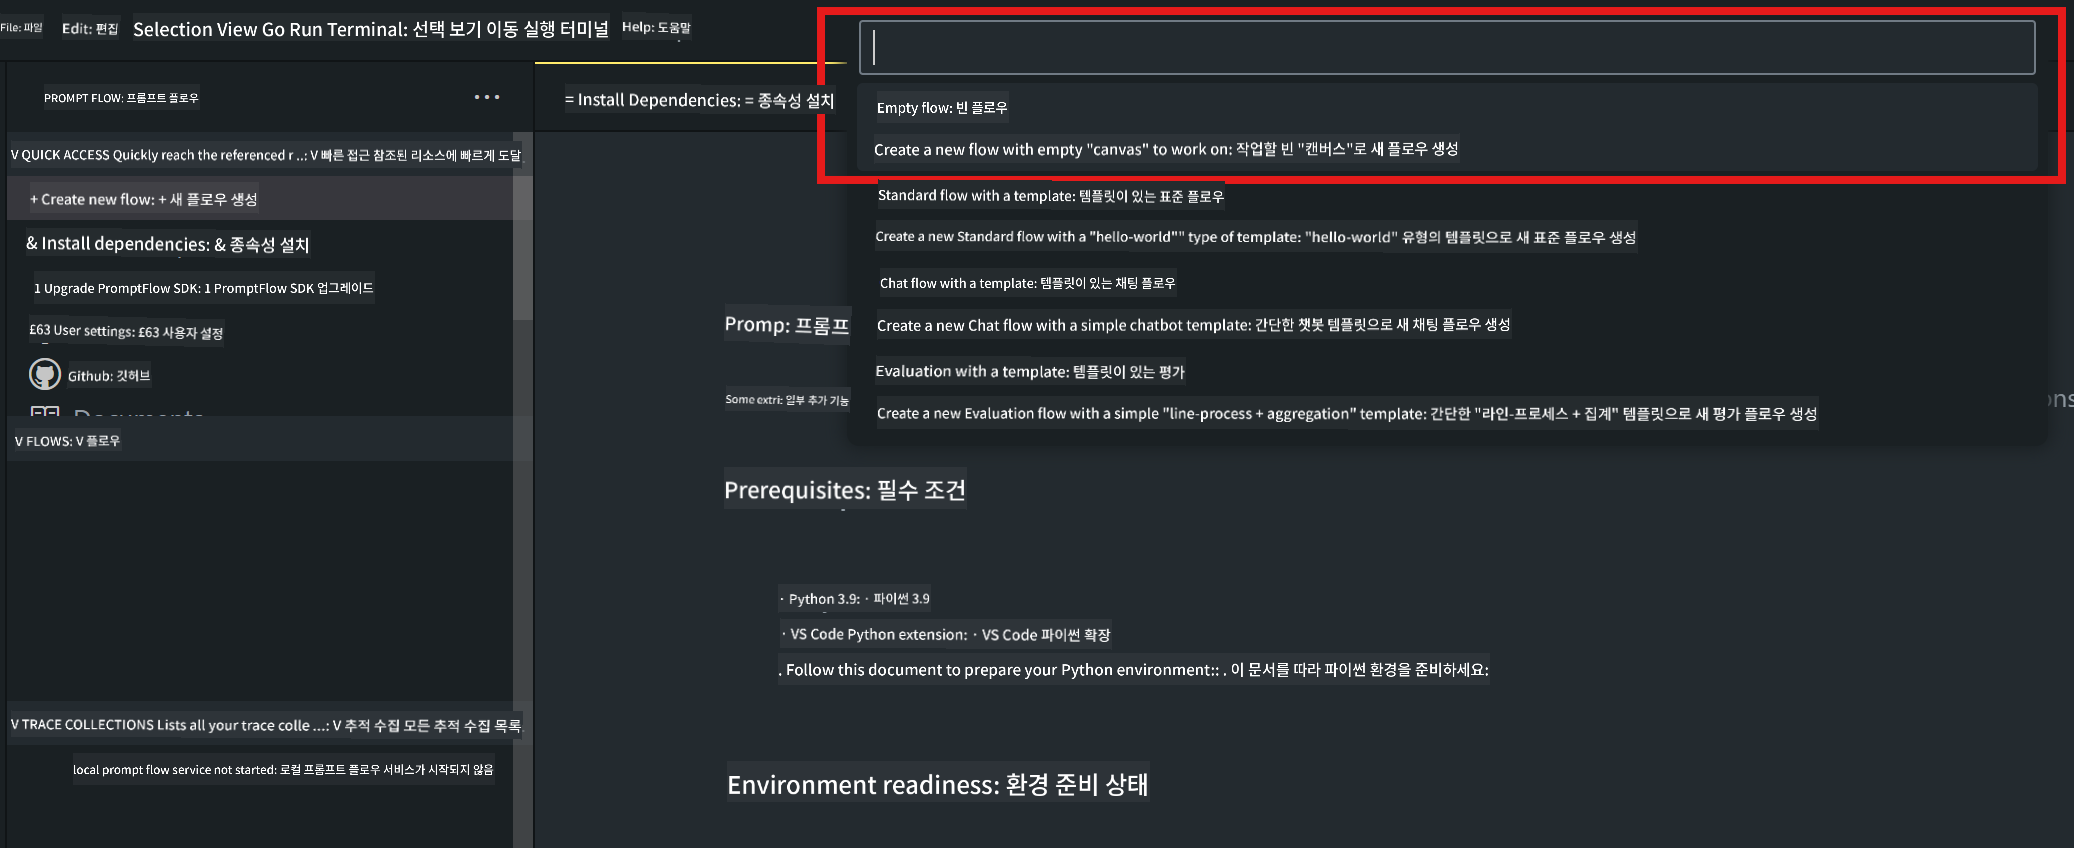 File: 파일
Edit: 편집
Selection View Go Run Terminal: 선택 보기 이동 실행 터미널
Help: 도움말
PROMPT FLOW: 프롬프트 플로우
V QUICK ACCESS Quickly reach the referenced r ..: V 빠른 접근 참조된 리소스에 빠르게 도달
+ Create new flow: + 새 플로우 생성
& Install dependencies: & 종속성 설치
1 Upgrade PromptFlow SDK: 1 PromptFlow SDK 업그레이드
£63 User settings: £63 사용자 설정
Github: 깃허브
Documents
V FLOWS: V 플로우
V TRACE COLLECTIONS Lists all your trace colle ...: V 추적 수집 모든 추적 수집 목록
local prompt flow service not started: 로컬 프롬프트 플로우 서비스가 시작되지 않음
= Install Dependencies: = 종속성 설치
Empty flow: 빈 플로우
Create a new flow with empty "canvas" to work on: 작업할 빈 "캔버스"로 새 플로우 생성
Standard flow with a template: 템플릿이 있는 표준 플로우
Create a new Standard flow with a "hello-world"" type of template: "hello-world" 유형의 템플릿으로 새 표준 플로우 생성
Chat flow with a template: 템플릿이 있는 채팅 플로우
Create a new Chat flow with a simple chatbot template: 간단한 챗봇 템플릿으로 새 채팅 플로우 생성
Evaluation with a template: 템플릿이 있는 평가
Create a new Evaluation flow with a simple "line-process + aggregation" template: 간단한 "라인-프로세스 + 집계" 템플릿으로 새 평가 플로우 생성
Promp: 프롬프
Some extri: 일부 추가 기능
ons
Prerequisites: 필수 조건
· Python 3.9: · 파이썬 3.9
· VS Code Python extension: · VS Code 파이썬 확장
. Follow this document to prepare your Python environment:: . 이 문서를 따라 파이썬 환경을 준비하세요:
Environment readiness: 환경 준비 상태